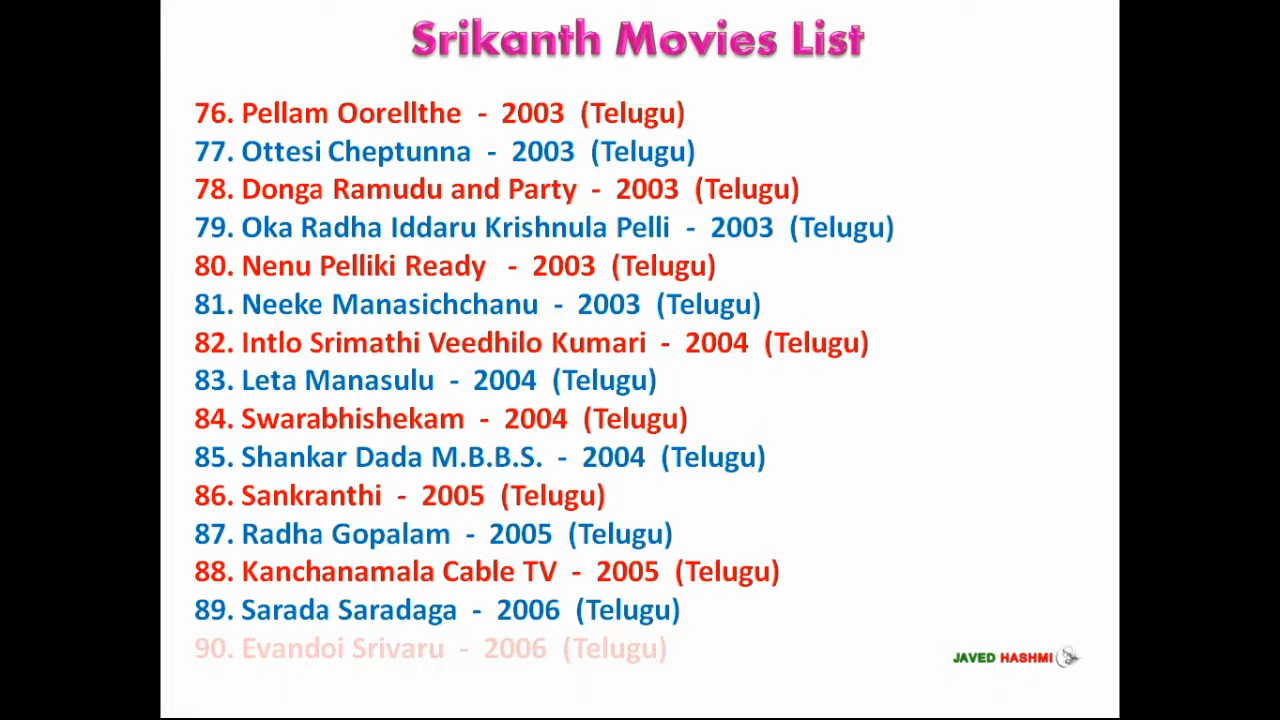 Srikanth Movies List
76. Pellam Oorellthe - 2003 (Telugu)
77. Ottesi Cheptunna - 2003 (Telugu)
78. Donga Ramudu and Party - 2003 (Telugu)
79. Oka Radha Iddaru Krishnula Pelli - 2003 (Telugu)
80. Nenu Pelliki Ready - 2003 (Telugu)
81. Neeke Manasichchanu - 2003 (Telugu)
82. Intlo Srimathi Veedhilo Kumari - 2004 (Telugu)
83. Leta Manasulu - 2004 (Telugu)
84. Swarabhishekam - 2004 (Telugu)
85. Shankar Dada M.B.B.S. - 2004 (Telugu)
86. Sankranthi - 2005 (Telugu)
87. Radha Gopalam - 2005 (Telugu)
88. Kanchanamala Cable TV - 2005 (Telugu)
89. Sarada Saradaga - 2006 (Telugu)
90. Evandoi Srivaru - 2006 (Telugu)
JAVED HASHMI